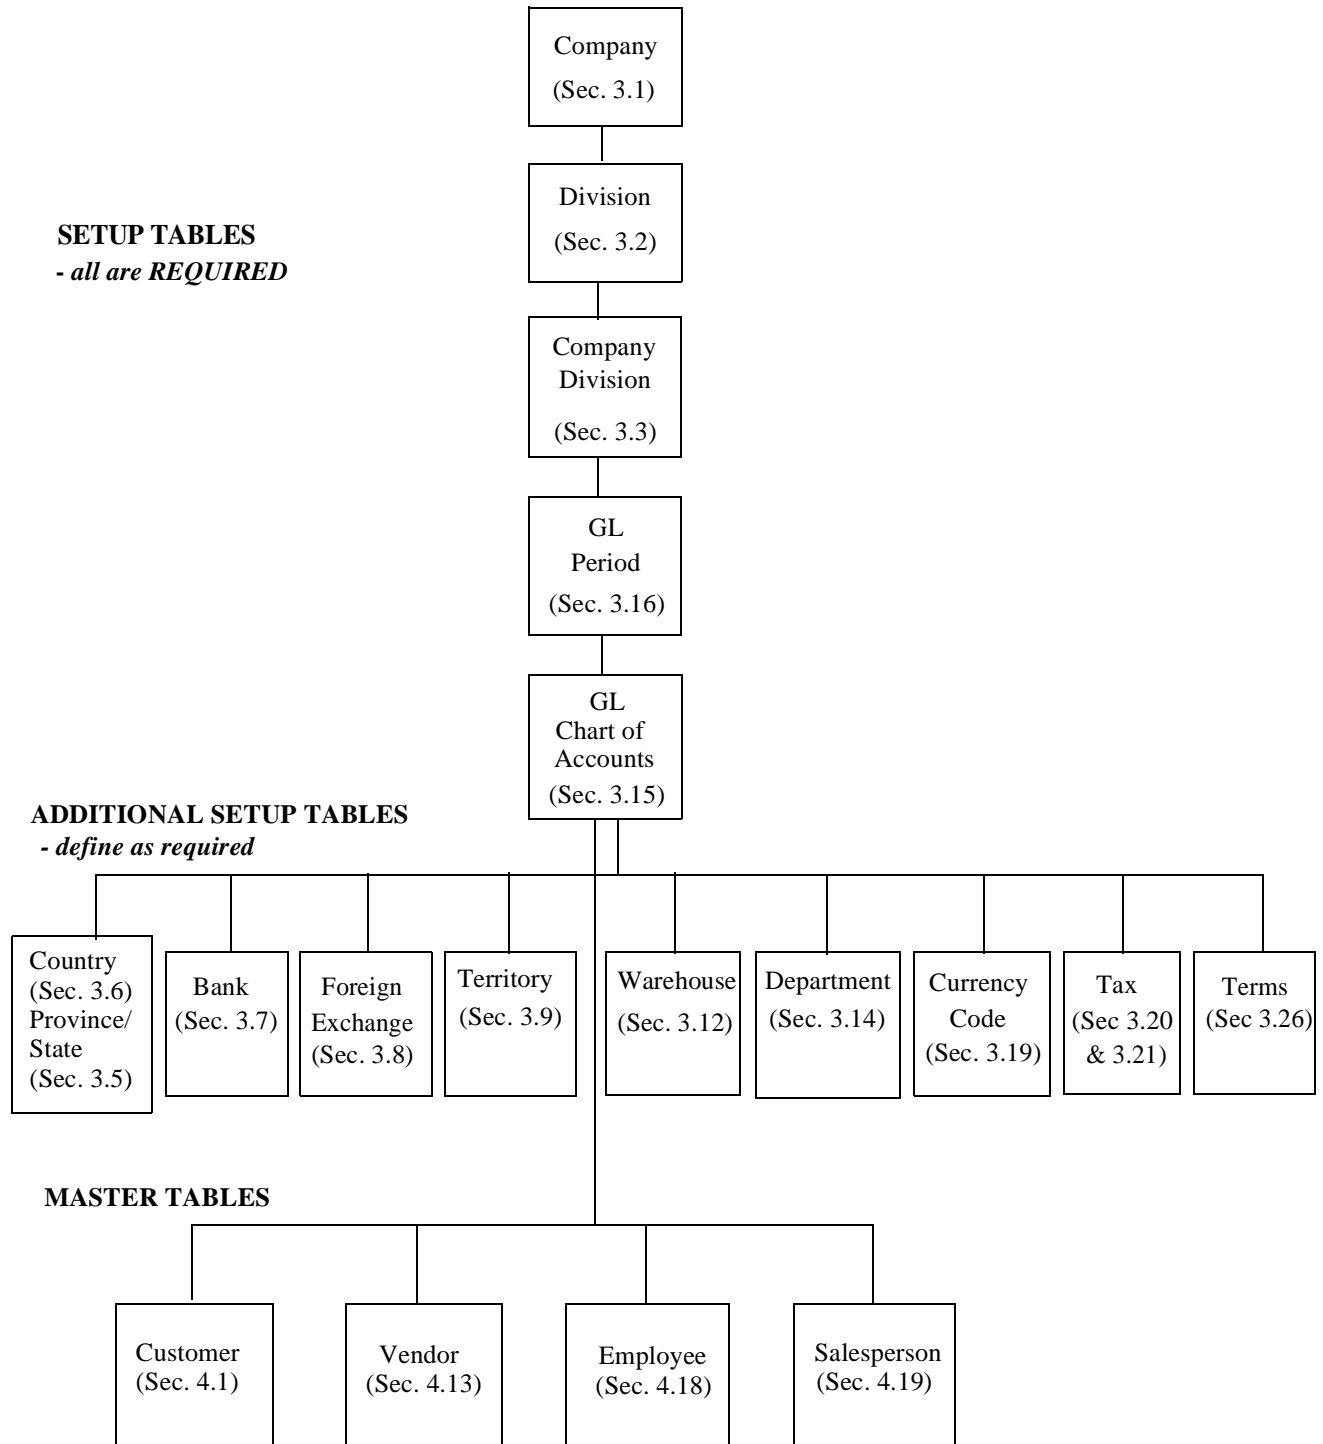 Company
(Sec. 3.1)
Division
(Sec. 3.2)
SETUP TABLES
- all are REQUIRED
Company
Division
(Sec. 3.3)
GL
Period
(Sec. 3.16)
GL
Chart of
Accounts
(Sec. 3.15)
ADDITIONAL SETUP TABLES
- define as required
Country
(Sec. 3.6)
Province/
State
(Sec. 3.5)
Bank
(Sec. 3.7)
Foreign
Exchange
(Sec. 3.8)
Territory
(Sec. 3.9)
Warehouse
(Sec. 3.12)
Department
(Sec. 3.14)
Currency
Code
(Sec. 3.19)
Tax
(Sec 3.20
& 3.21)
Terms
(Sec 3.26)
MASTER TABLES
Customer
(Sec. 4.1)
Vendor
(Sec. 4.13)
Employee
(Sec. 4.18)
Salesperson
(Sec. 4.19)